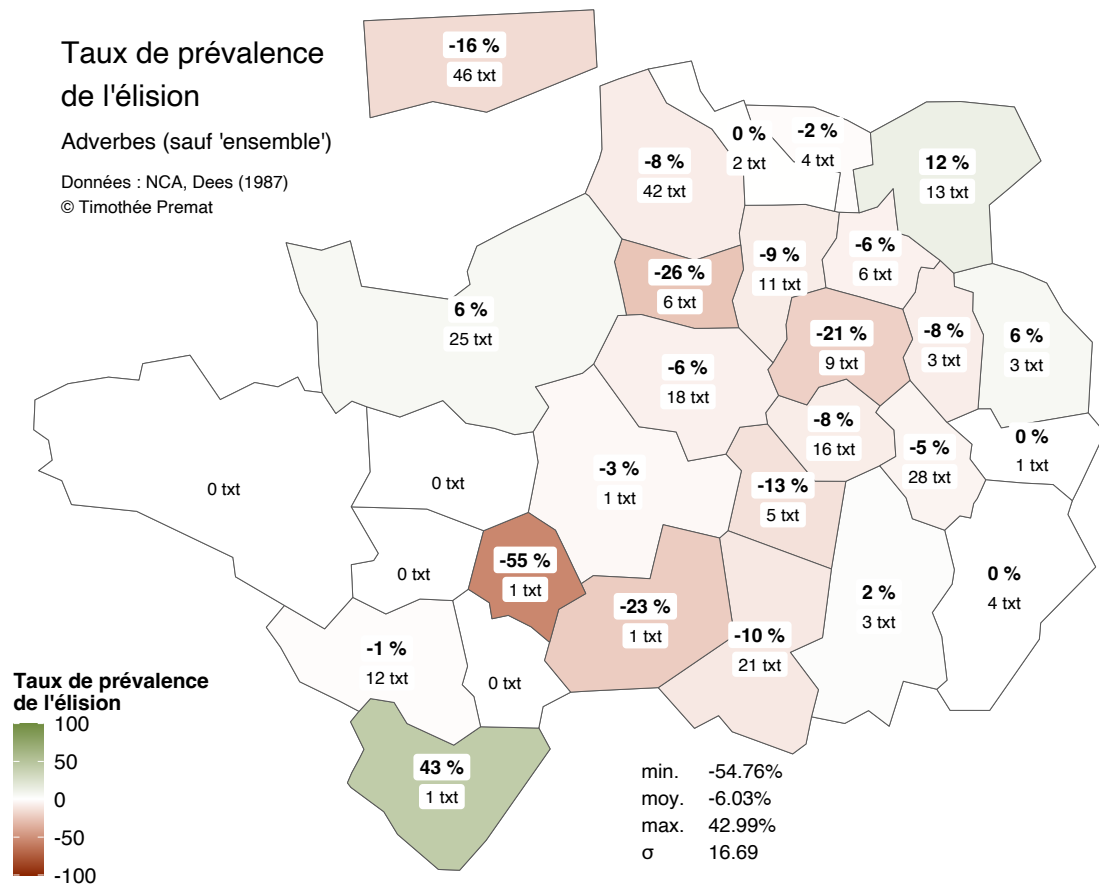 Taux de prévalence
de l'élision
Adverbes (sauf 'ensemble')
Données : NCA, Dees (1987)
© Timothée Premat
-16 %
46 txt
-8 %
42 txt
0 %
2 txt
-2 %
4 txt
12 %
13 txt
-26 %
6 txt
-9 %
11 txt
-6 %
6 txt
6 %
25 txt
-21 %
9 txt
-8 %
3 txt
6 %
3 txt
-6 %
18 txt
-8 %
16 txt
-5 %
28 txt
0 %
1 txt
0 txt
0 txt
-3 %
1 txt
-13 %
5 txt
0 txt
-55 %
1 txt
-23 %
1 txt
-10 %
21 txt
2 %
3 txt
0 %
4 txt
-1 %
12 txt
0 txt
43 %
1 txt
Taux de prévalence
de l'élision
100
50
0
-50
-100
min. -54.76%
moy. -6.03%
max. 42.99%
σ 16.69